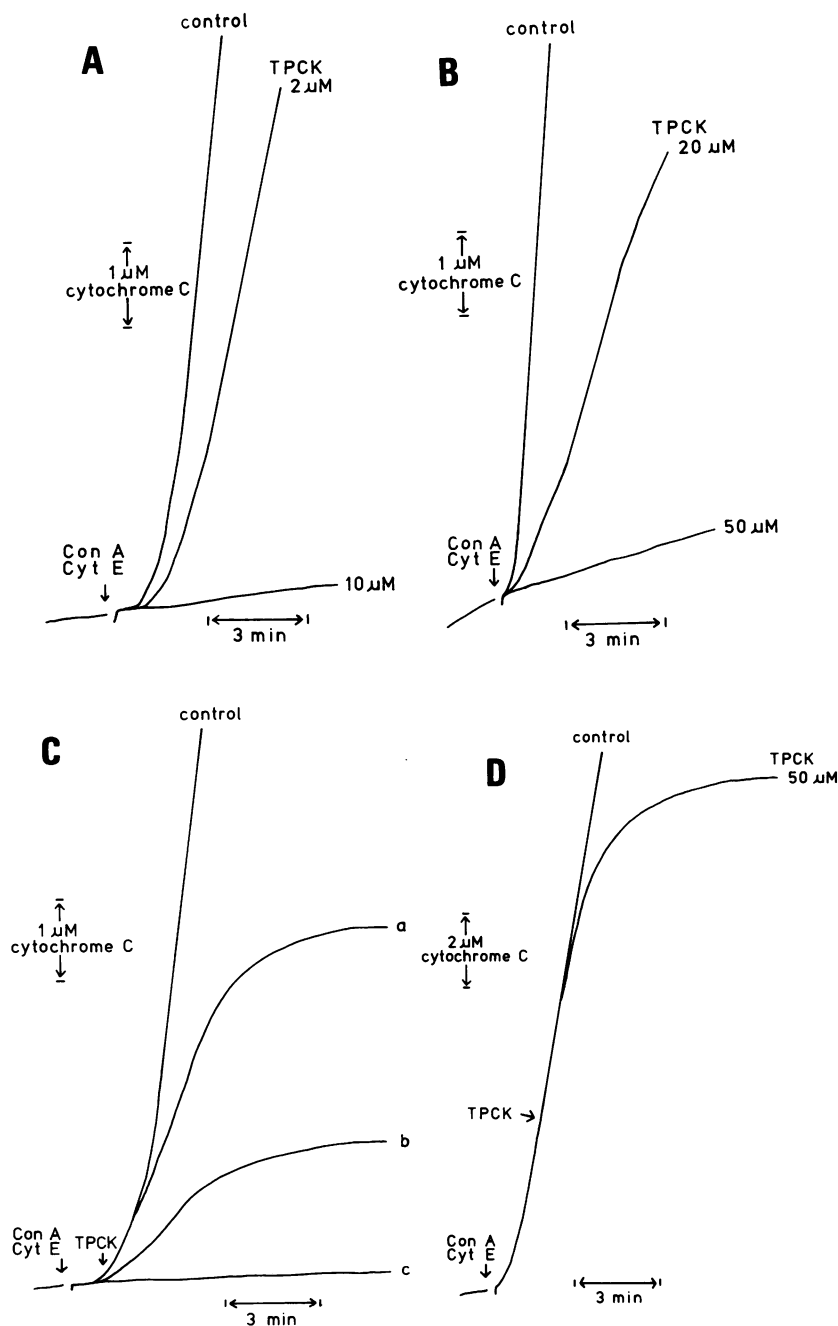 A
control
TPCK
2 µM
1 µM
cytochrome C
Con A
Cyt E
10 µM
3 min
B
control
TPCK
20 µM
1 µM
cytochrome C
Con A
Cyt E
50 µM
3 min
C
control
1 µM
cytochrome C
a
b
Con A
Cyt E
TPCK
c
3 min
D
control
TPCK
50 µM
2 µM
cytochrome C
TPCK
Con A
Cyt E
3 min